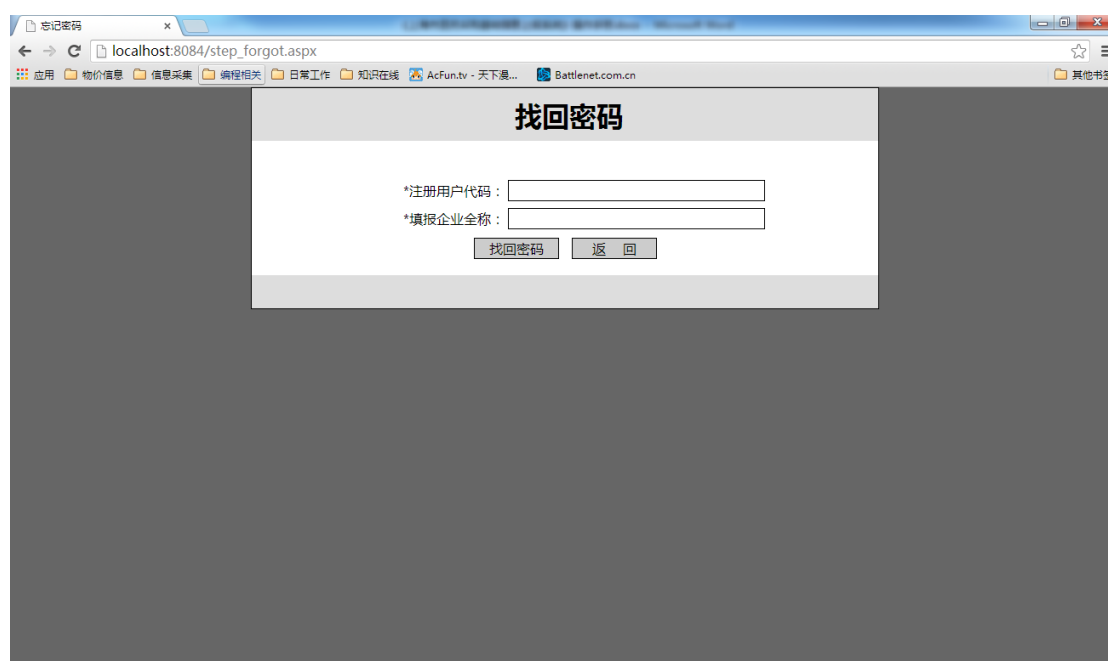 忘记密码
localhost:8084/step_forgot.aspx
应用 物价信息 信息采集 编程相关 日常工作 知识在线 AcFun.tv - 天下漫... Battlenet.com.cn 其他书签
找回密码
*注册用户代码：
*填报企业全称：
找回密码 返 回